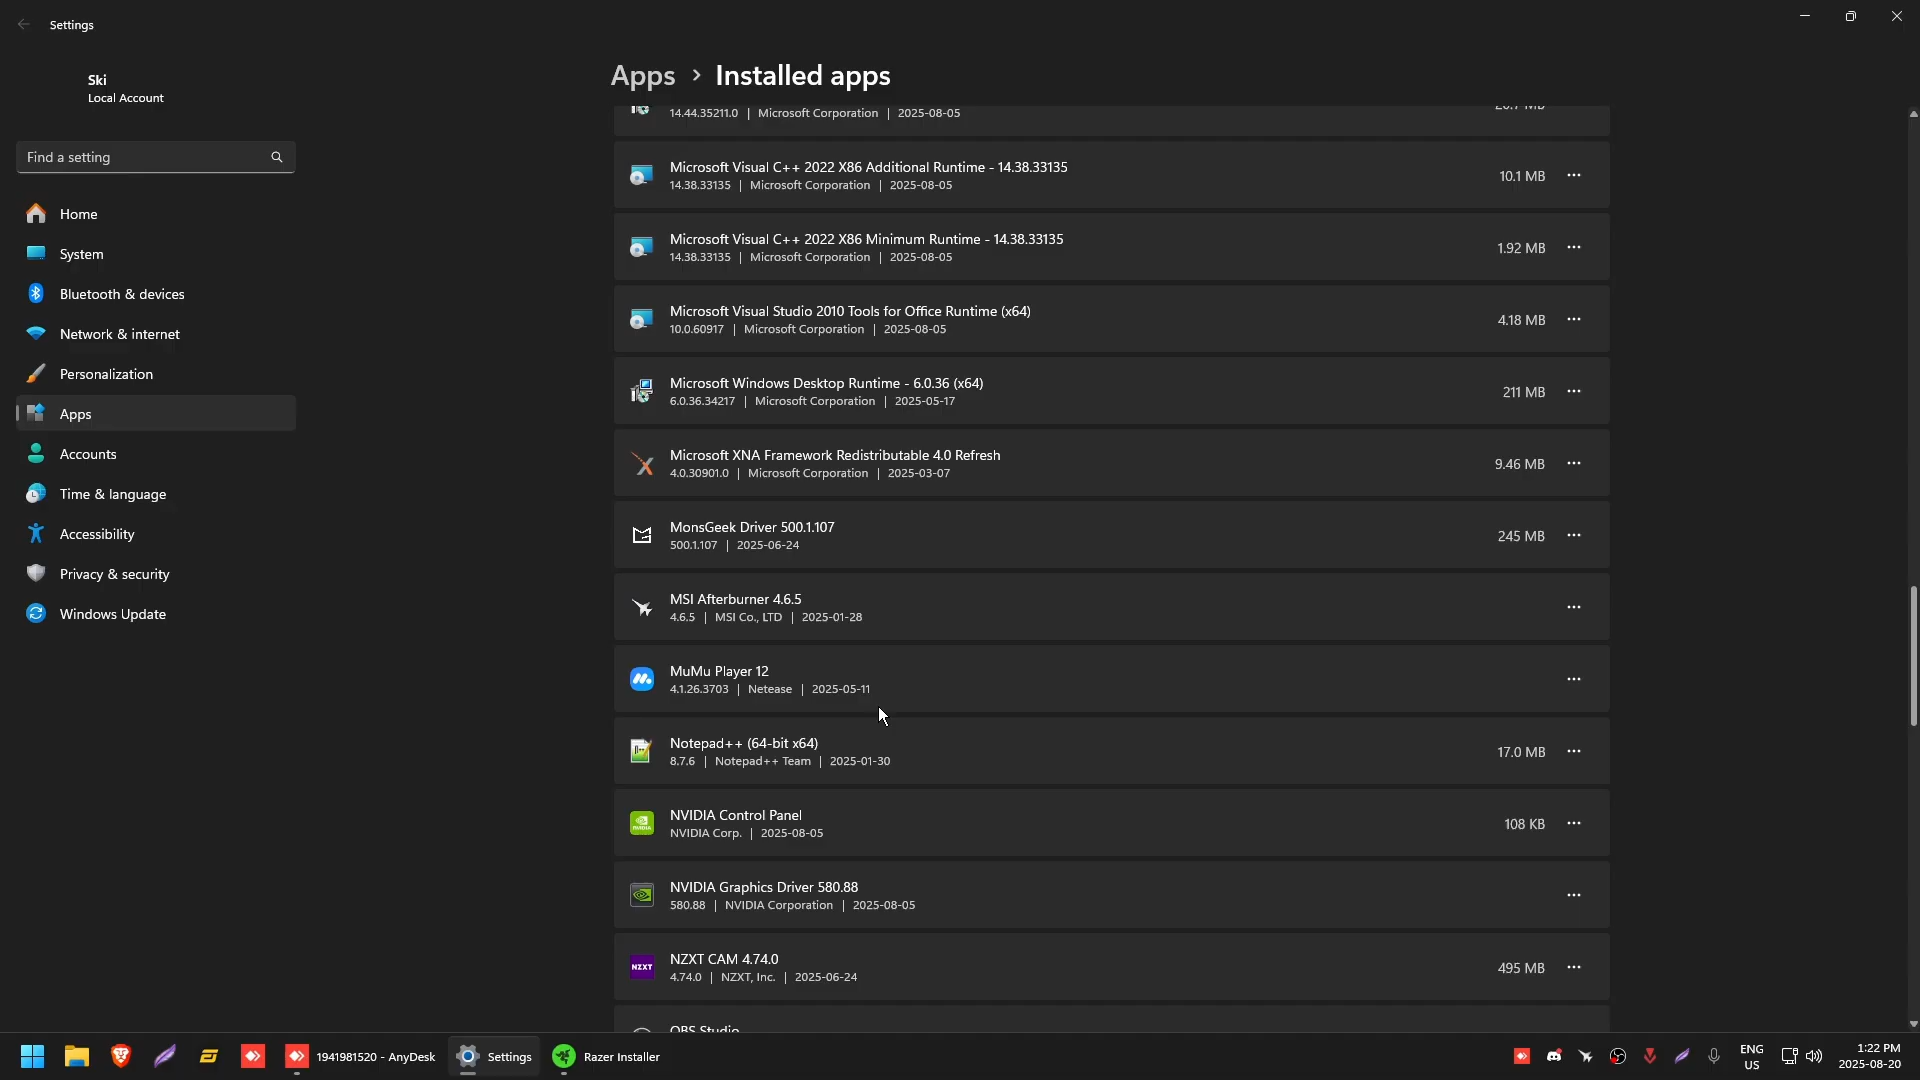 Settings
Ski
Local Account
Find a setting
Home
System
Bluetooth & devices
Network & internet
Personalization
Apps
Accounts
Time & language
Accessibility
Privacy & security
Windows Update
Apps > Installed apps
14.44.35211.0 | Microsoft Corporation | 2025-08-05
Microsoft Visual C++ 2022 X86 Additional Runtime - 14.38.33135
14.38.33135 | Microsoft Corporation | 2025-08-05
10.1 MB
Microsoft Visual C++ 2022 X86 Minimum Runtime - 14.38.33135
14.38.33135 | Microsoft Corporation | 2025-08-05
1.92 MB
Microsoft Visual Studio 2010 Tools for Office Runtime (x64)
10.0.60917 | Microsoft Corporation | 2025-08-05
4.18 MB
Microsoft Windows Desktop Runtime - 6.0.36 (x64)
6.0.36.34217 | Microsoft Corporation | 2025-05-17
211 MB
Microsoft XNA Framework Redistributable 4.0 Refresh
4.0.30901.0 | Microsoft Corporation | 2025-03-07
9.46 MB
MonsGeek Driver 500.1.107
500.1.107 | 2025-06-24
245 MB
MSI Afterburner 4.6.5
4.6.5 | MSI Co., LTD | 2025-01-28
MuMu Player 12
4.1.26.3703 | Netease | 2025-05-11
Notepad++ (64-bit x64)
8.7.6 | Notepad++ Team | 2025-01-30
17.0 MB
NVIDIA Control Panel
NVIDIA Corp. | 2025-08-05
108 KB
NVIDIA Graphics Driver 580.88
580.88 | NVIDIA Corporation | 2025-08-05
NZXT
NZXT CAM 4.74.0
4.74.0 | NZXT, Inc. | 2025-06-24
495 MB
OBS Studio
1941981520 - AnyDesk
Settings
Razer Installer
ENG
US
1:22 PM
2025-08-20